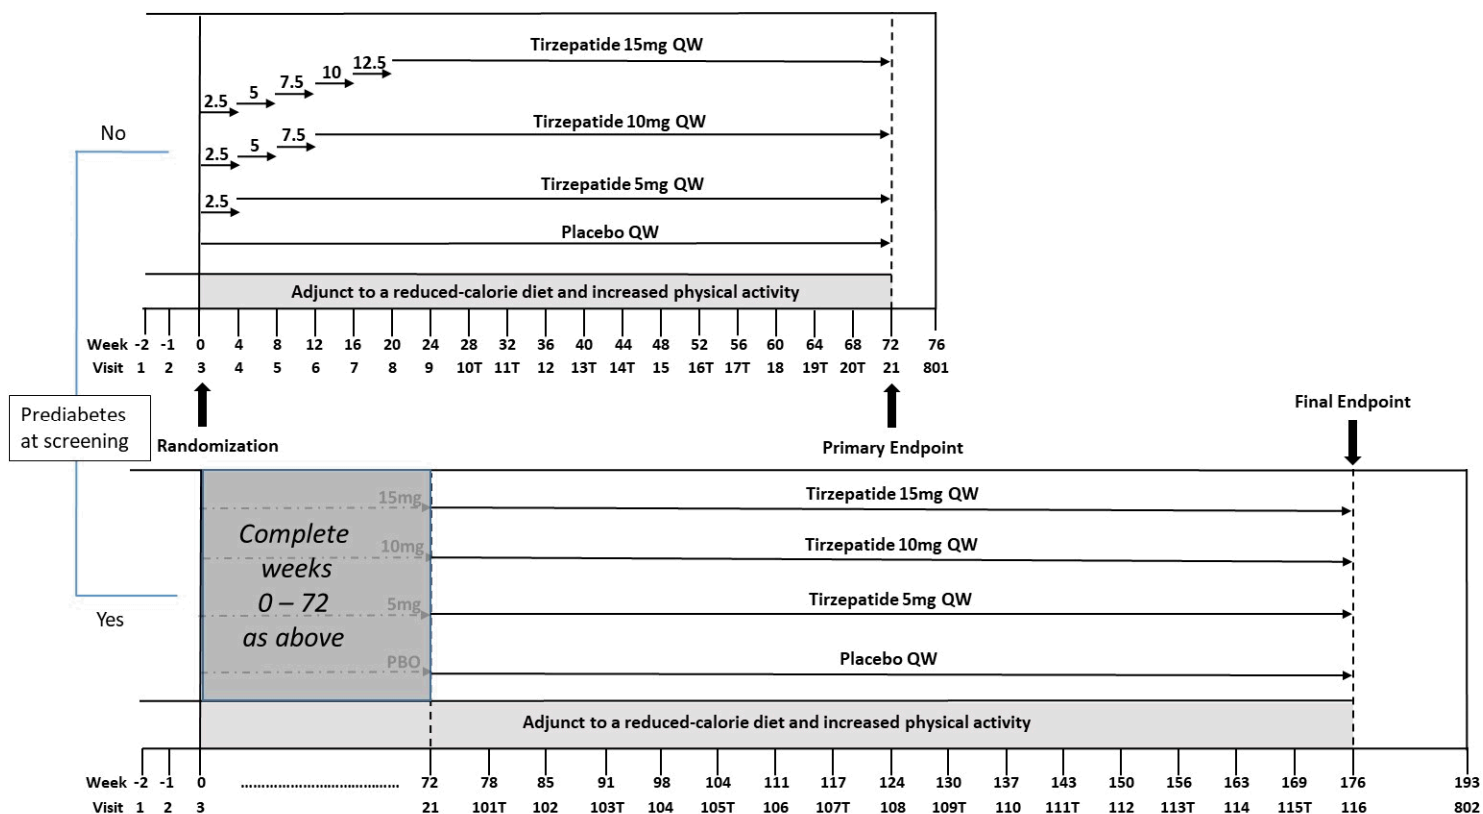 Tirzepatide 15mg QW
2.5 5 7.5 10 12.5
Tirzepatide 10mg QW
2.5 5 7.5
Tirzepatide 5mg QW
2.5
Placebo QW
Adjunct to a reduced-calorie diet and increased physical activity
Week -2 -1 0 4 8 12 16 20 24 28 32 36 40 44 48 52 56 60 64 68 72 76
Visit 1 2 3 4 5 6 7 8 9 10T 11T 12 13T 14T 15 16T 17T 18 19T 20T 21 801
No
Prediabetes
at screening
Yes
Randomization
Primary Endpoint
Final Endpoint
15mg
10mg
5mg
PBO
Complete
weeks
0 – 72
as above
Tirzepatide 15mg QW
Tirzepatide 10mg QW
Tirzepatide 5mg QW
Placebo QW
Adjunct to a reduced-calorie diet and increased physical activity
Week -2 -1 0 ........................................ 72 78 85 91 98 104 111 117 124 130 137 143 150 156 163 169 176 193
Visit 1 2 3 21 101T 102 103T 104 105T 106 107T 108 109T 110 111T 112 113T 114 115T 116 802